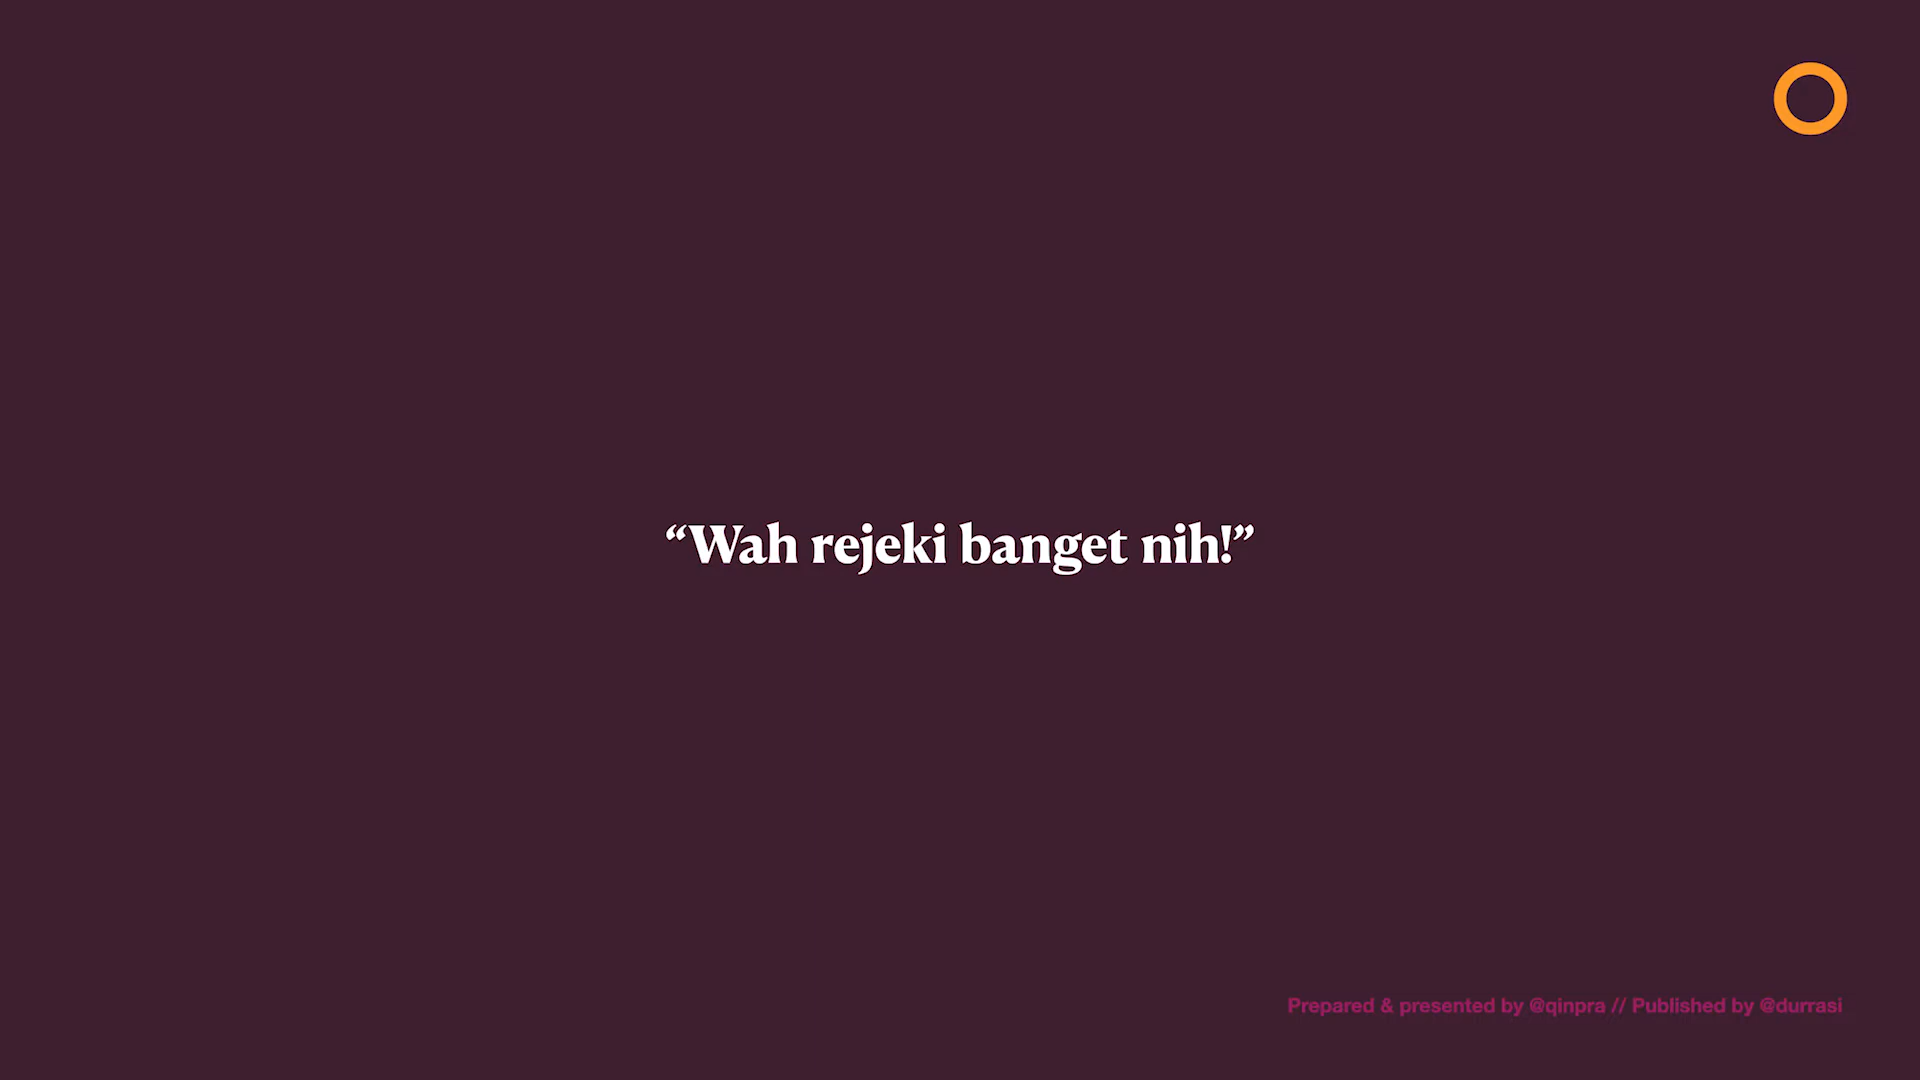 “Wah rejeki banget nih!”
Prepared & presented by @qinpra // Published by @durrasi